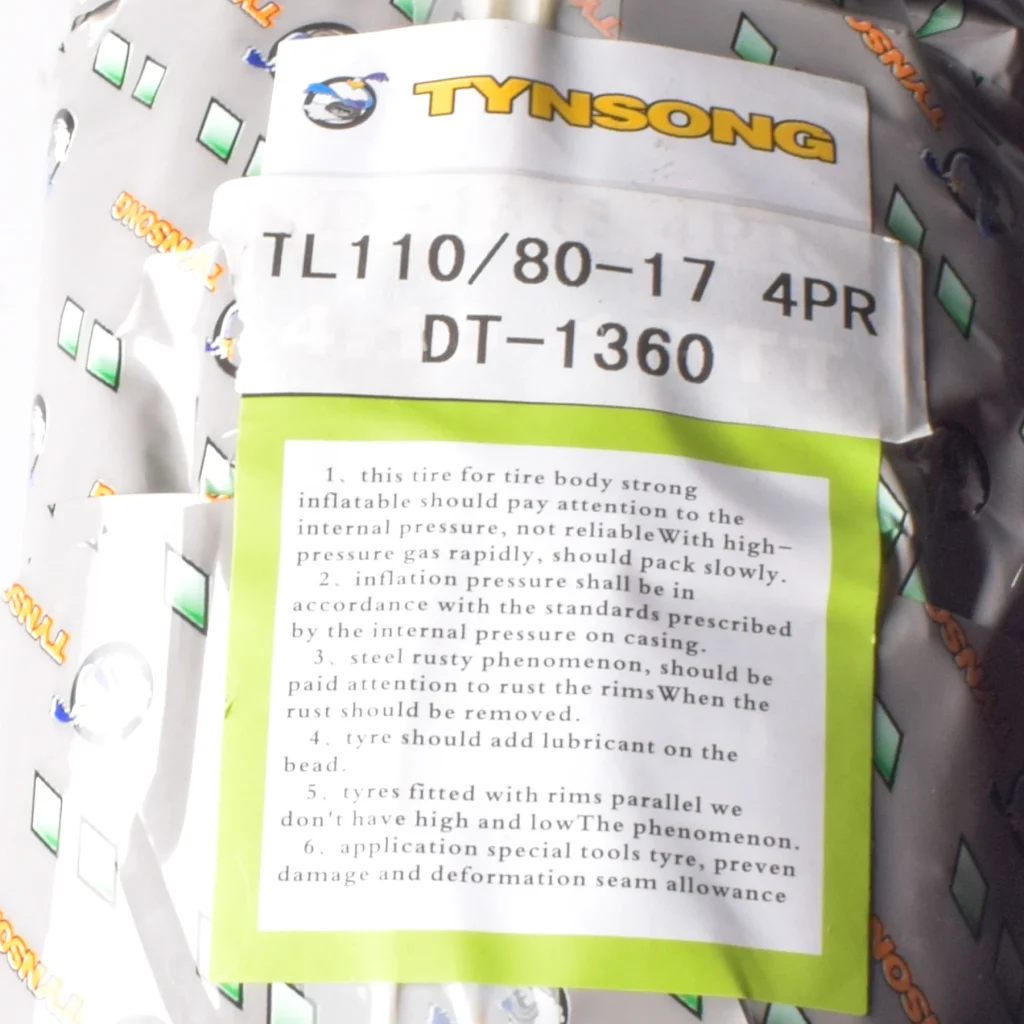 TYNSONG
TL110/80-17 4PR
DT-1360
1、this tire for tire body strong
inflatable should pay attention to the
internal pressure, not reliableWith high-
pressure gas rapidly, should pack slowly.
2、inflation pressure shall be in
accordance with the standards prescribed
by the internal pressure on casing.
3、steel rusty phenomenon, should be
paid attention to rust the rimsWhen the
rust should be removed.
4、tyre should add lubricant on the
bead.
5、tyres fitted with rims parallel we
don't have high and lowThe phenomenon.
6、application special tools tyre, preven
damage and deformation seam allowance
TYNSONG